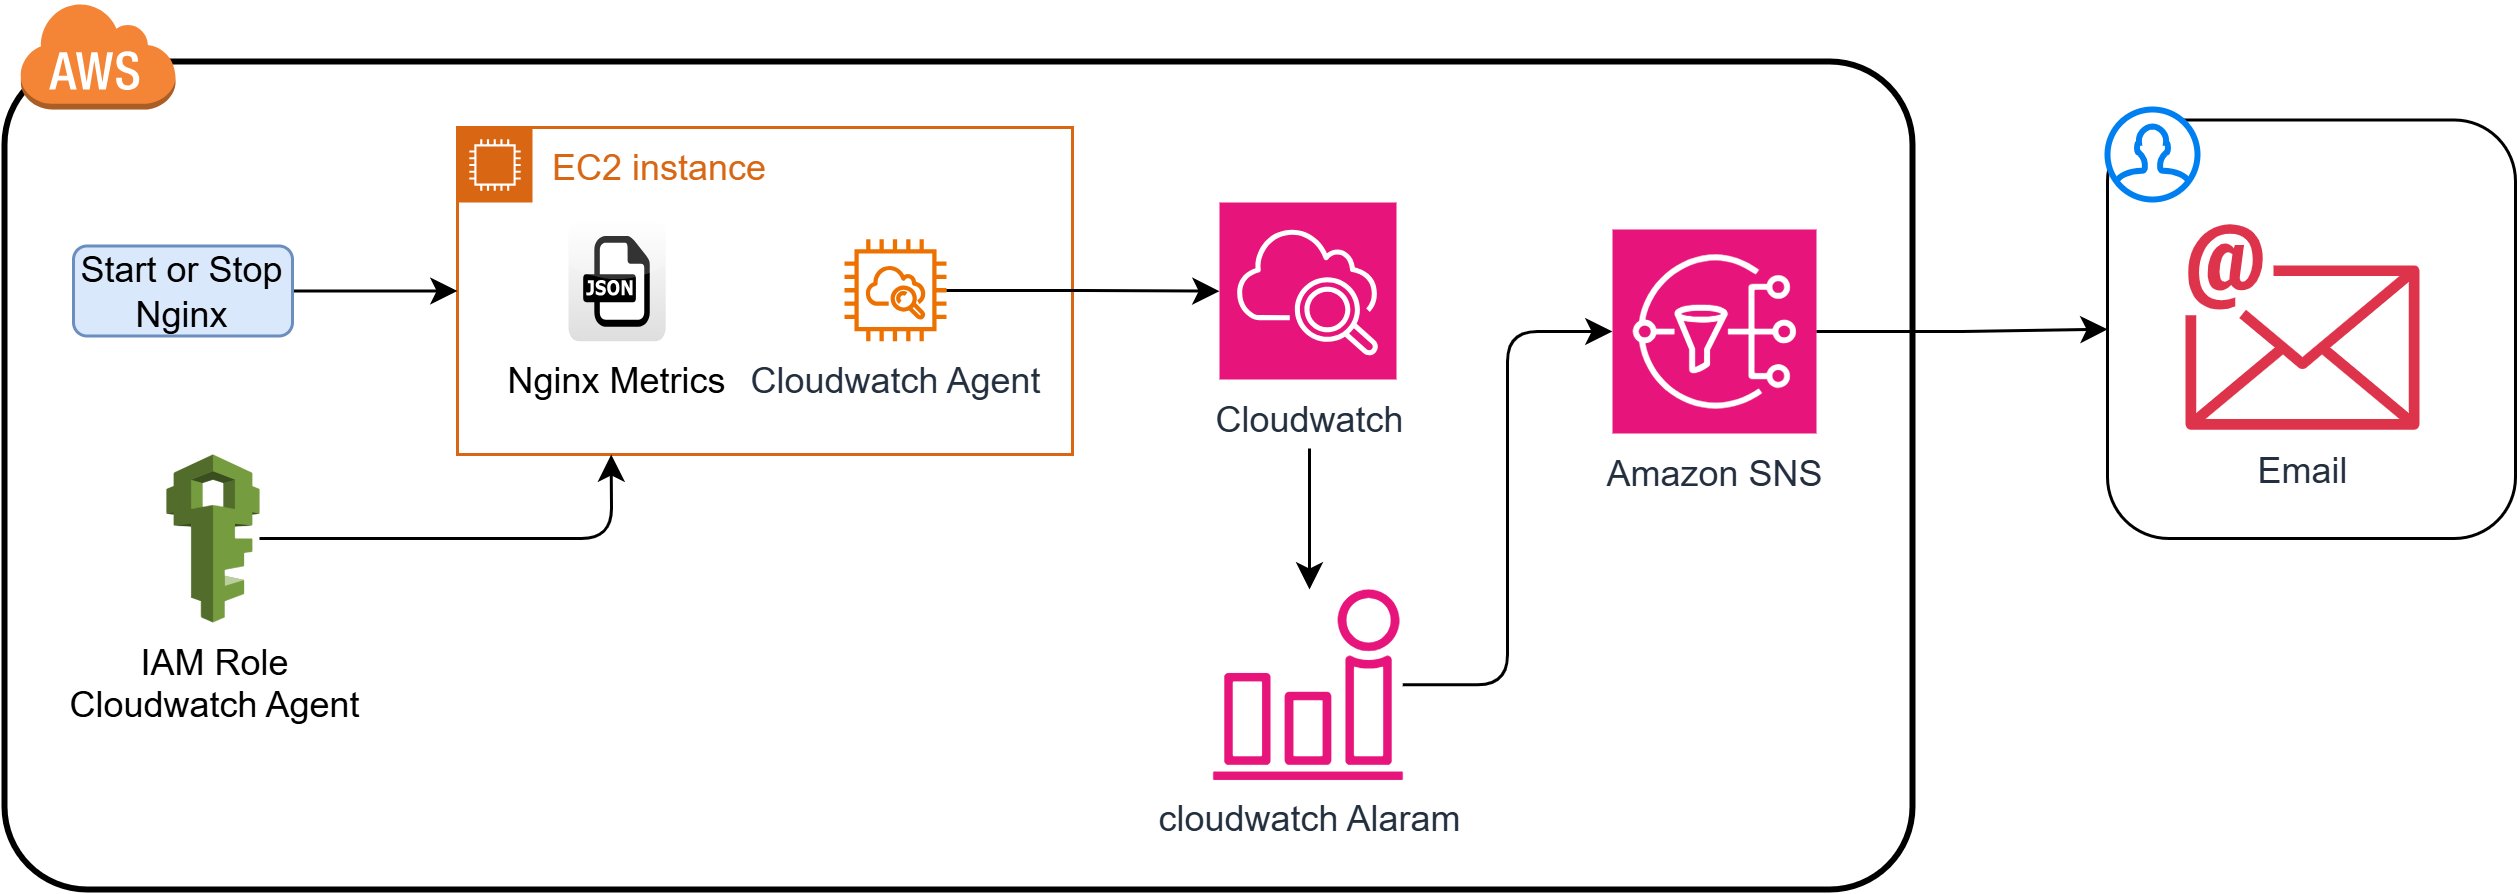 AWS
EC2 instance
Start or Stop
Nginx
JSON
Nginx Metrics
Cloudwatch Agent
Cloudwatch
@
Amazon SNS
Email
IAM Role
Cloudwatch Agent
cloudwatch Alaram